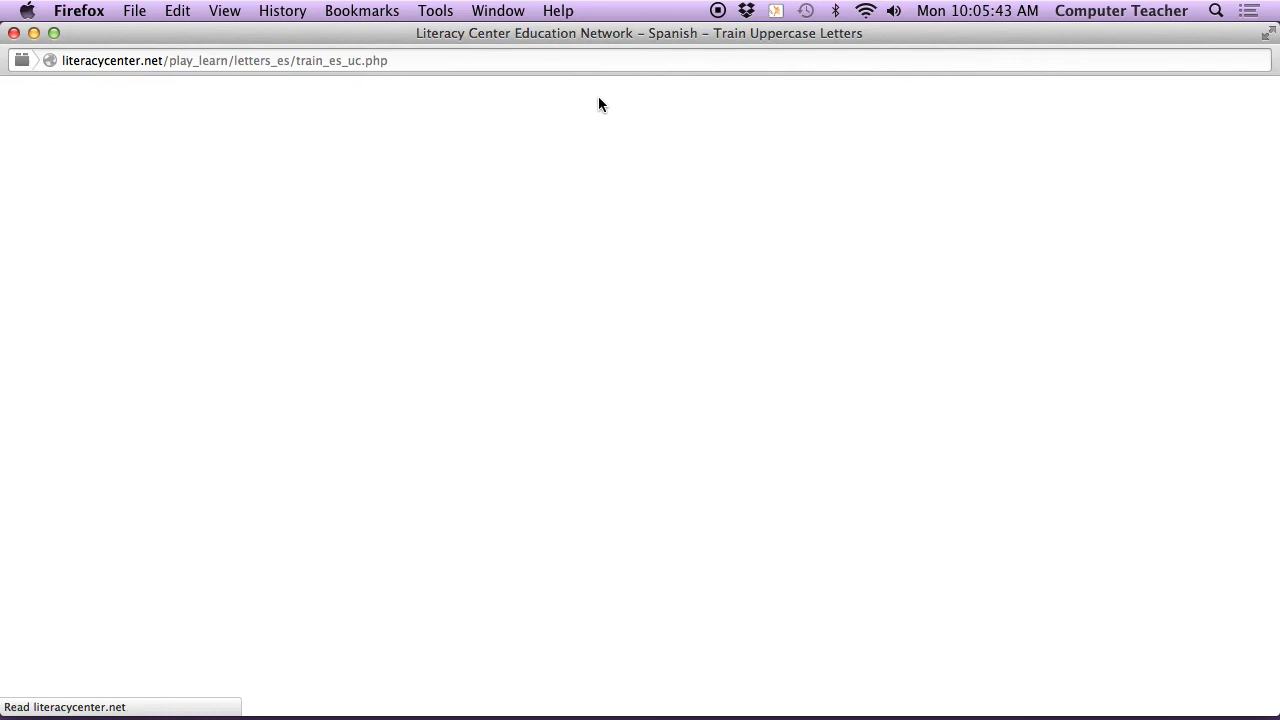 Firefox File Edit View History Bookmarks Tools Window Help Mon 10:05:43 AM Computer Teacher
Literacy Center Education Network – Spanish – Train Uppercase Letters
literacycenter.net/play_learn/letters_es/train_es_uc.php
Read literacycenter.net